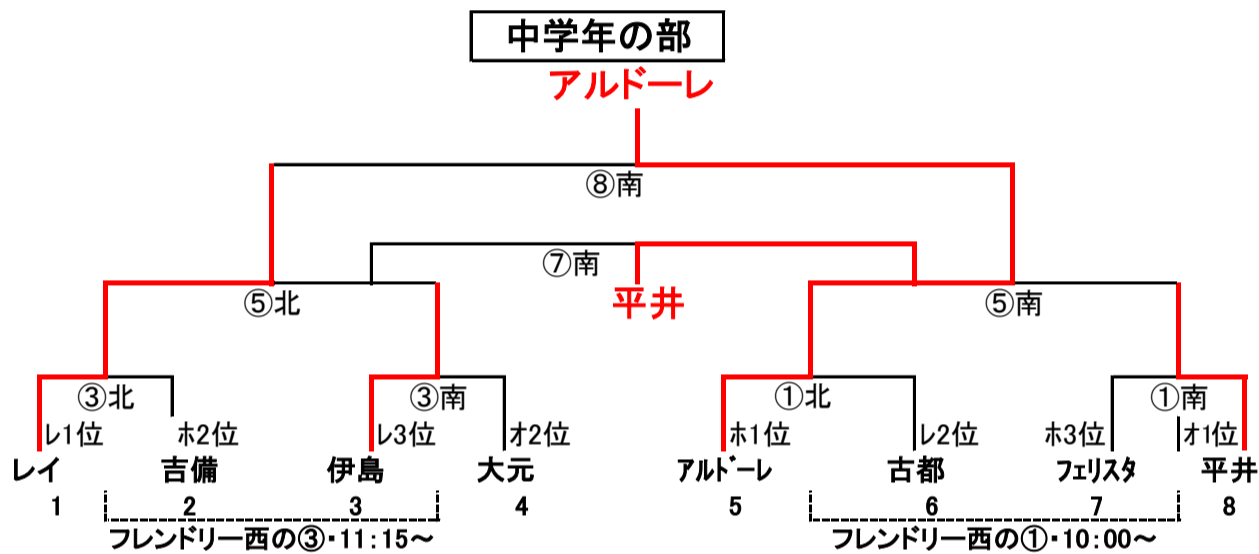 中学年の部
アルドーレ
⑧南
⑦南
平井
⑤北
⑤南
③北
③南
①北
①南
ﾚ1位
ﾎ2位
ﾚ3位
ｵ2位
ﾎ1位
ﾚ2位
ﾎ3位
ｵ1位
レイ
吉備
伊島
大元
ｱﾙﾄﾞｰﾚ
古都
ﾌｪﾘｽﾀ
平井
1 2 3 4 5 6 7 8
フレンドリー西の③・11:15～
フレンドリー西の①・10:00～